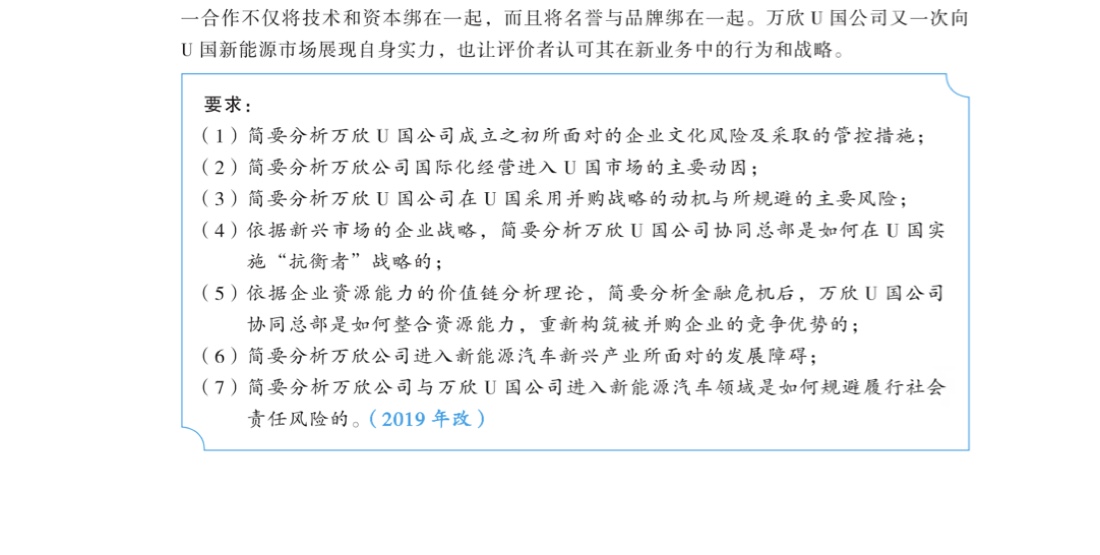 一合作不仅将技术和资本绑在一起，而且将名誉与品牌绑在一起。万欣 U 国公司又一次向
U 国新能源市场展现自身实力，也让评价者认可其在新业务中的行为和战略。
要求：
（1）简要分析万欣 U 国公司成立之初所面对的企业文化风险及采取的管控措施；
（2）简要分析万欣公司国际化经营进入 U 国市场的主要动因；
（3）简要分析万欣 U 国公司在 U 国采用并购战略的动机与所规避的主要风险；
（4）依据新兴市场的企业战略，简要分析万欣 U 国公司协同总部是如何在 U 国实
施“抗衡者”战略的；
（5）依据企业资源能力的价值链分析理论，简要分析金融危机后，万欣 U 国公司
协同总部是如何整合资源能力，重新构筑被并购企业的竞争优势的；
（6）简要分析万欣公司进入新能源汽车新兴产业所面对的发展障碍；
（7）简要分析万欣公司与万欣 U 国公司进入新能源汽车领域是如何规避履行社会
责任风险的。（2019 年改）